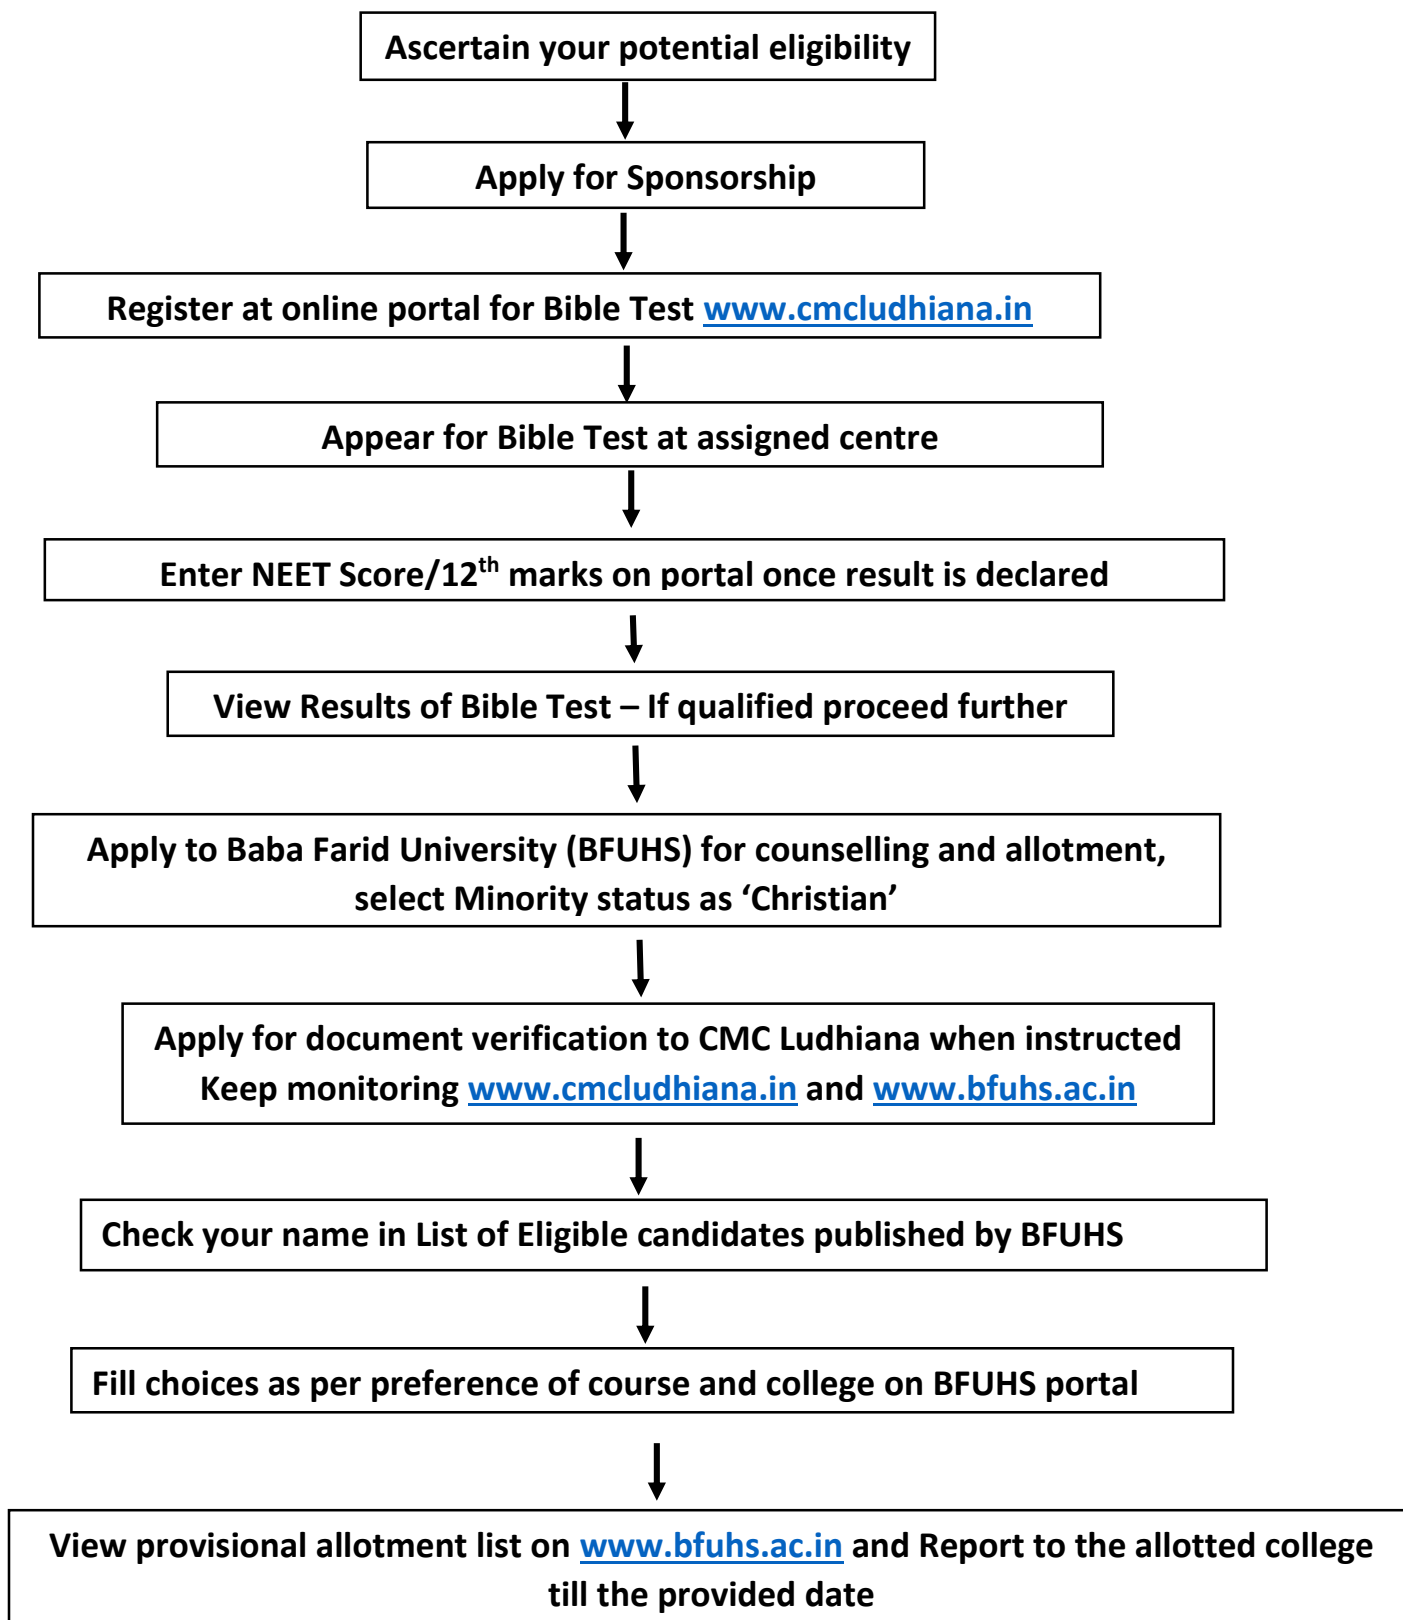 Ascertain your potential eligibility
Apply for Sponsorship
Register at online portal for Bible Test www.cmcludhiana.in
Appear for Bible Test at assigned centre
Enter NEET Score/12th marks on portal once result is declared
View Results of Bible Test – If qualified proceed further
Apply to Baba Farid University (BFUHS) for counselling and allotment,
select Minority status as ‘Christian’
Apply for document verification to CMC Ludhiana when instructed
Keep monitoring www.cmcludhiana.in and www.bfuhs.ac.in
Check your name in List of Eligible candidates published by BFUHS
Fill choices as per preference of course and college on BFUHS portal
View provisional allotment list on www.bfuhs.ac.in and Report to the allotted college
till the provided date